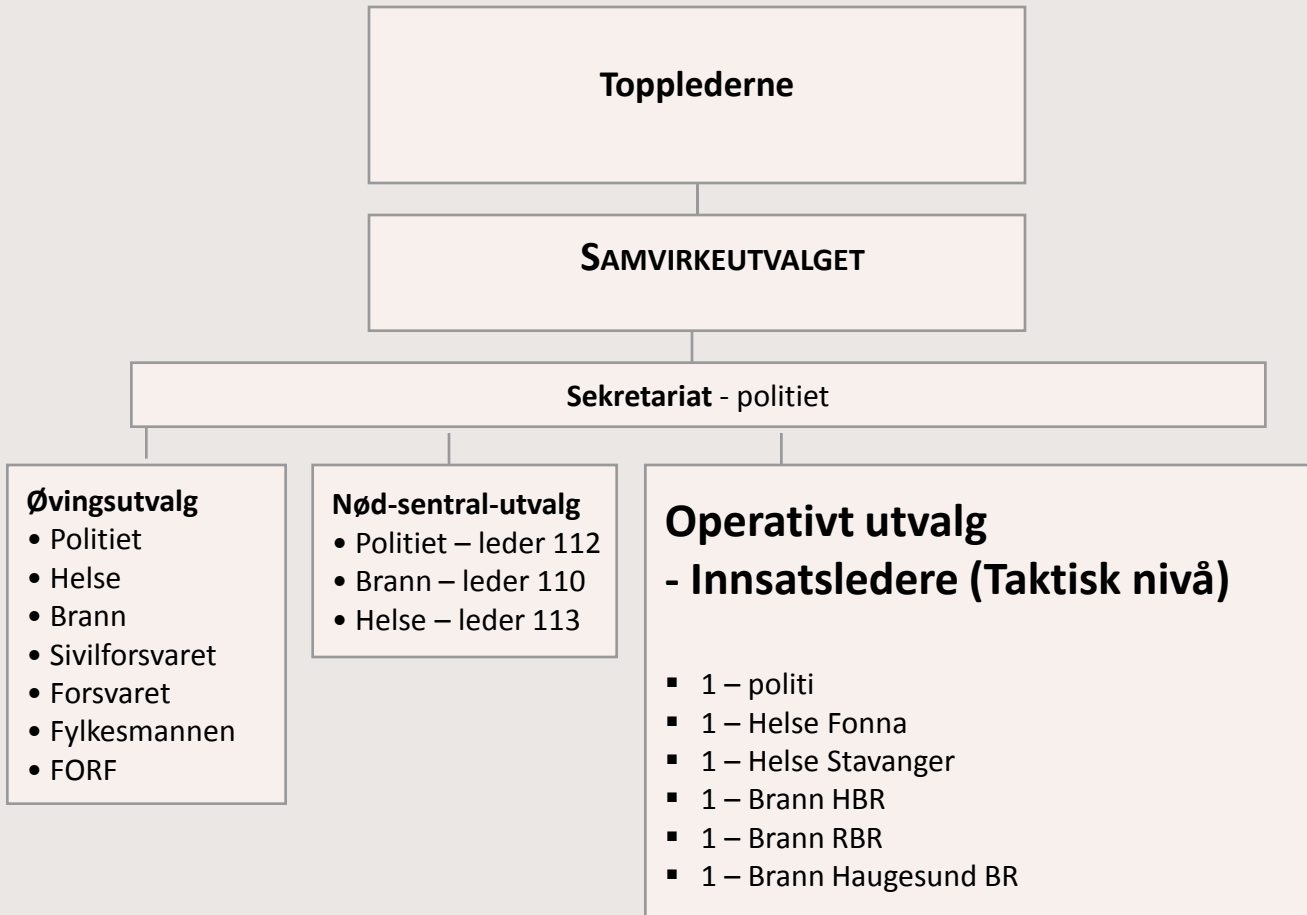 Topplederne
SAMVIRKEUTVALGET
Sekretariat - politiet
Øvingsutvalg
• Politiet
• Helse
• Brann
• Sivilforsvaret
• Forsvaret
• Fylkesmannen
• FORF
Nød-sentral-utvalg
• Politiet – leder 112
• Brann – leder 110
• Helse – leder 113
Operativt utvalg
- Innsatsledere (Taktisk nivå)
▪ 1 – politi
▪ 1 – Helse Fonna
▪ 1 – Helse Stavanger
▪ 1 – Brann HBR
▪ 1 – Brann RBR
▪ 1 – Brann Haugesund BR